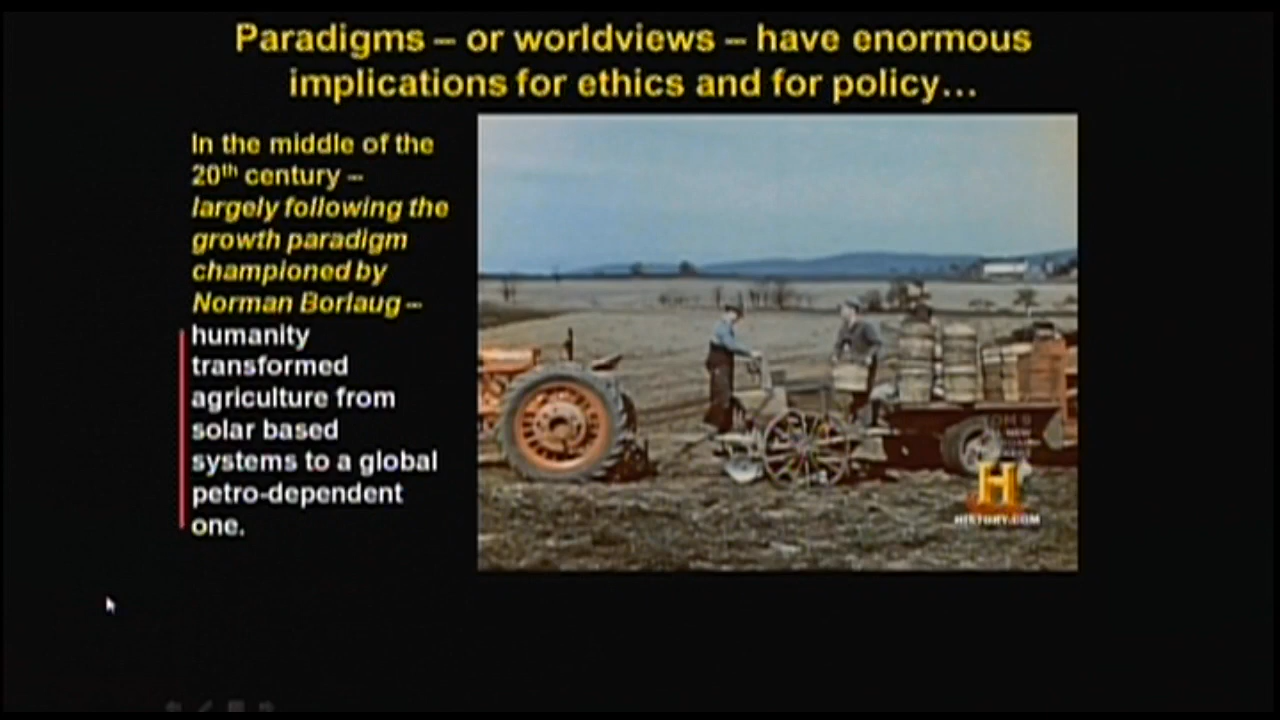 Paradigms – or worldviews – have enormous
implications for ethics and for policy…
In the middle of the
20th century –
largely following the
growth paradigm
championed by
Norman Borlaug –
humanity
transformed
agriculture from
solar based
systems to a global
petro-dependent
one.
H
HISTORY.COM